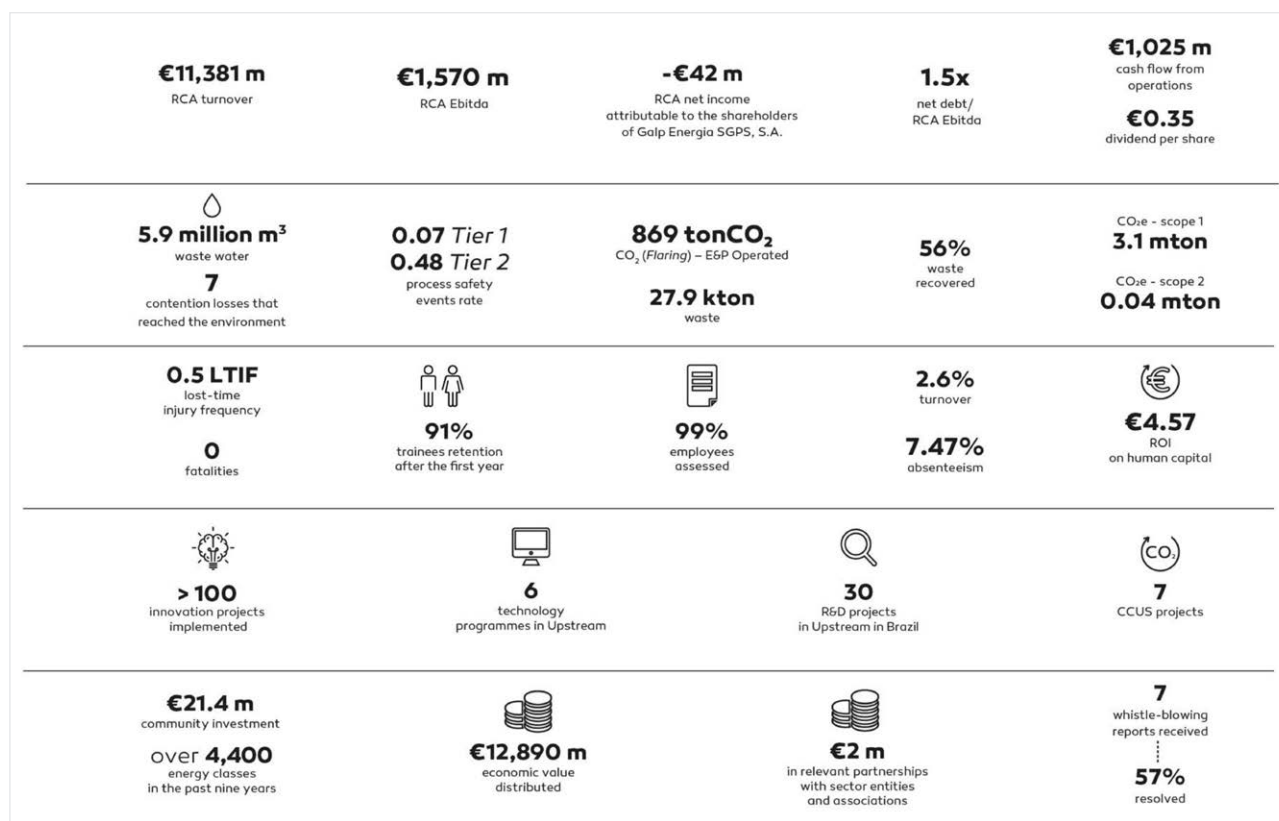 €11,381 m
RCA turnover
€1,570 m
RCA Ebitda
-€42 m
RCA net income
attributable to the shareholders
of Galp Energia SGPS, S.A.
1.5x
net debt/
RCA Ebitda
€1,025 m
cash flow from
operations
€0.35
dividend per share
5.9 million m³
waste water
7
contention losses that
reached the environment
0.07 Tier 1
0.48 Tier 2
process safety
events rate
869 tonCO₂
CO₂ (Flaring) – E&P Operated
27.9 kton
waste
56%
waste
recovered
CO₂e - scope 1
3.1 mton
CO₂e - scope 2
0.04 mton
0.5 LTIF
lost-time
injury frequency
0
fatalities
91%
trainees retention
after the first year
99%
employees
assessed
2.6%
turnover
7.47%
absenteeism
€
€4.57
ROI
on human capital
> 100
innovation projects
implemented
6
technology
programmes in Upstream
30
R&D projects
in Upstream in Brazil
CO₂
7
CCUS projects
€21.4 m
community investment
over 4,400
energy classes
in the past nine years
€12,890 m
economic value
distributed
€2 m
in relevant partnerships
with sector entities
and associations
7
whistle-blowing
reports received
57%
resolved